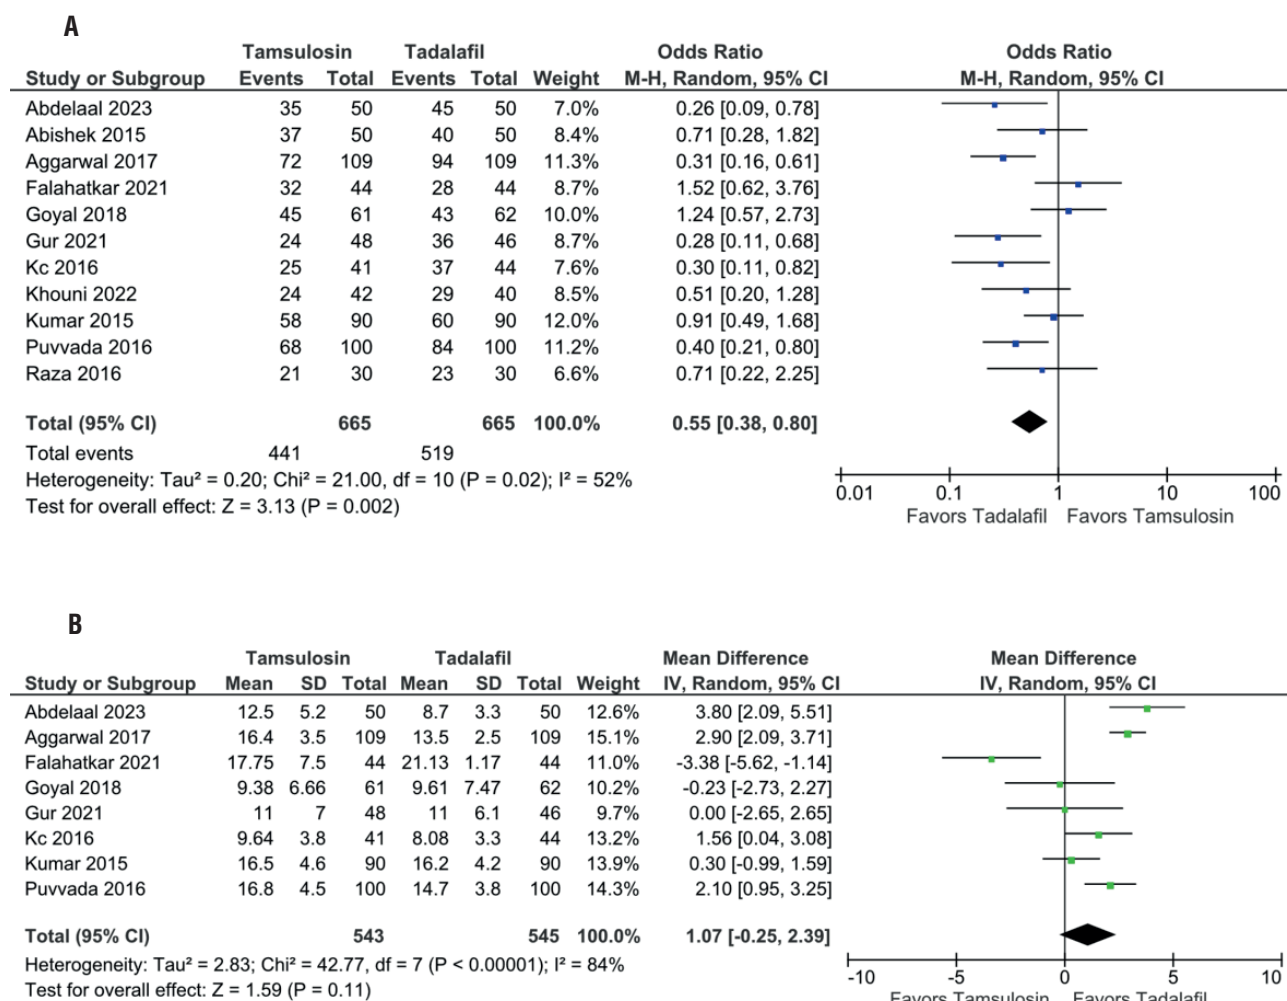 A
Tamsulosin Tadalafil Odds Ratio Odds Ratio
Study or Subgroup Events Total Events Total Weight M-H, Random, 95% CI M-H, Random, 95% CI
Abdelaal 2023 35 50 45 50 7.0% 0.26 [0.09, 0.78]
Abishek 2015 37 50 40 50 8.4% 0.71 [0.28, 1.82]
Aggarwal 2017 72 109 94 109 11.3% 0.31 [0.16, 0.61]
Falahatkar 2021 32 44 28 44 8.7% 1.52 [0.62, 3.76]
Goyal 2018 45 61 43 62 10.0% 1.24 [0.57, 2.73]
Gur 2021 24 48 36 46 8.7% 0.28 [0.11, 0.68]
Kc 2016 25 41 37 44 7.6% 0.30 [0.11, 0.82]
Khouni 2022 24 42 29 40 8.5% 0.51 [0.20, 1.28]
Kumar 2015 58 90 60 90 12.0% 0.91 [0.49, 1.68]
Puvvada 2016 68 100 84 100 11.2% 0.40 [0.21, 0.80]
Raza 2016 21 30 23 30 6.6% 0.71 [0.22, 2.25]
Total (95% CI) 665 665 100.0% 0.55 [0.38, 0.80]
Total events 441 519
Heterogeneity: Tau² = 0.20; Chi² = 21.00, df = 10 (P = 0.02); I² = 52%
Test for overall effect: Z = 3.13 (P = 0.002)
0.01 0.1 1 10 100
Favors Tadalafil Favors Tamsulosin
B
Tamsulosin Tadalafil Mean Difference Mean Difference
Study or Subgroup Mean SD Total Mean SD Total Weight IV, Random, 95% CI IV, Random, 95% CI
Abdelaal 2023 12.5 5.2 50 8.7 3.3 50 12.6% 3.80 [2.09, 5.51]
Aggarwal 2017 16.4 3.5 109 13.5 2.5 109 15.1% 2.90 [2.09, 3.71]
Falahatkar 2021 17.75 7.5 44 21.13 1.17 44 11.0% -3.38 [-5.62, -1.14]
Goyal 2018 9.38 6.66 61 9.61 7.47 62 10.2% -0.23 [-2.73, 2.27]
Gur 2021 11 7 48 11 6.1 46 9.7% 0.00 [-2.65, 2.65]
Kc 2016 9.64 3.8 41 8.08 3.3 44 13.2% 1.56 [0.04, 3.08]
Kumar 2015 16.5 4.6 90 16.2 4.2 90 13.9% 0.30 [-0.99, 1.59]
Puvvada 2016 16.8 4.5 100 14.7 3.8 100 14.3% 2.10 [0.95, 3.25]
Total (95% CI) 543 545 100.0% 1.07 [-0.25, 2.39]
Heterogeneity: Tau² = 2.83; Chi² = 42.77, df = 7 (P < 0.00001); I² = 84%
Test for overall effect: Z = 1.59 (P = 0.11)
-10 -5 0 5 10
Favors Tamsulosin Favors Tadalafil